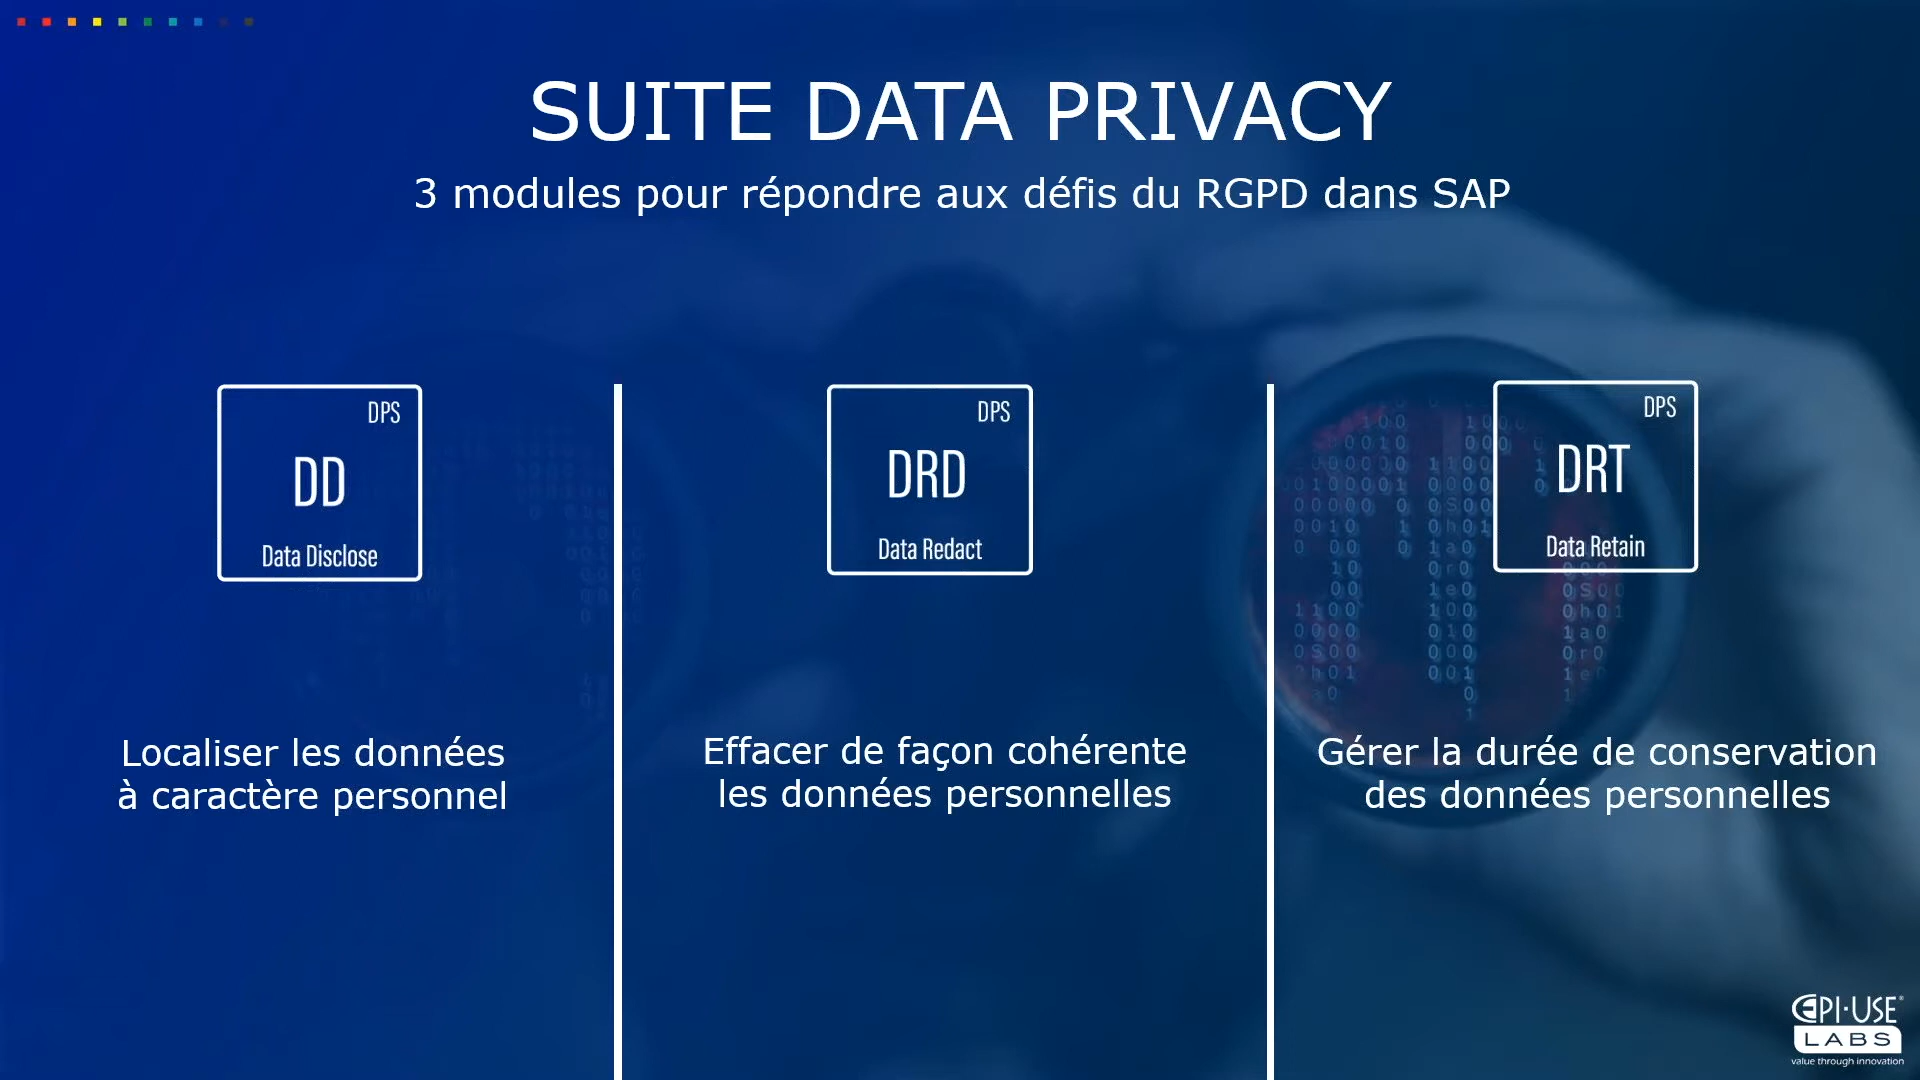 SUITE DATA PRIVACY
3 modules pour répondre aux défis du RGPD dans SAP
DPS
DD
Data Disclose
Localiser les données
à caractère personnel
DPS
DRD
Data Redact
Effacer de façon cohérente
les données personnelles
DPS
DRT
Data Retain
Gérer la durée de conservation
des données personnelles
EPI·USE®
LABS
value through innovation